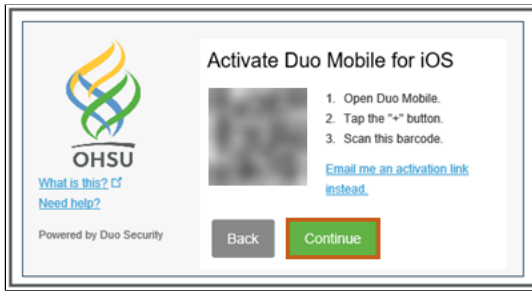 Activate Duo Mobile for iOS
1. Open Duo Mobile.
2. Tap the "+" button.
3. Scan this barcode.
Email me an activation link
instead.
OHSU
What is this?
Need help?
Powered by Duo Security
Back
Continue